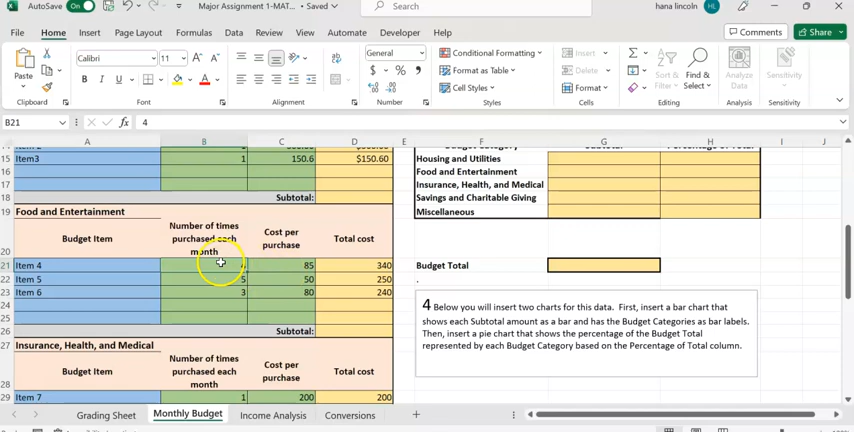 AutoSave On Major Assignment 1-MAT... • Saved Search hana lincoln HL
File Home Insert Page Layout Formulas Data Review View Automate Developer Help Comments Share
Calibri 11 A A General Conditional Formatting Insert
Paste $ % 9 Format as Table Delete Sort & Find & Analyze Sensitivity
B I U A Cell Styles Format Filter Select Data
Clipboard Font Alignment Number Styles Cells Editing Analysis Sensitivity
B21 fx 4
A B C D E F G H I J
15 Item3 1 150.6 $150.60 Housing and Utilities
16 Food and Entertainment
17 Insurance, Health, and Medical
18 Subtotal: Savings and Charitable Giving
19 Food and Entertainment Miscellaneous
20 Budget Item Number of times purchased each month Cost per purchase Total cost
21 Item 4 85 340 Budget Total
22 Item 5 5 50 250 .
23 Item 6 3 80 240
24
25
26 Subtotal:
4 Below you will insert two charts for this data. First, insert a bar chart that
shows each Subtotal amount as a bar and has the Budget Categories as bar labels.
Then, insert a pie chart that shows the percentage of the Budget Total
represented by each Budget Category based on the Percentage of Total column.
27 Insurance, Health, and Medical
28 Budget Item Number of times purchased each month Cost per purchase Total cost
29 Item 7 1 200 200
Grading Sheet Monthly Budget Income Analysis Conversions +